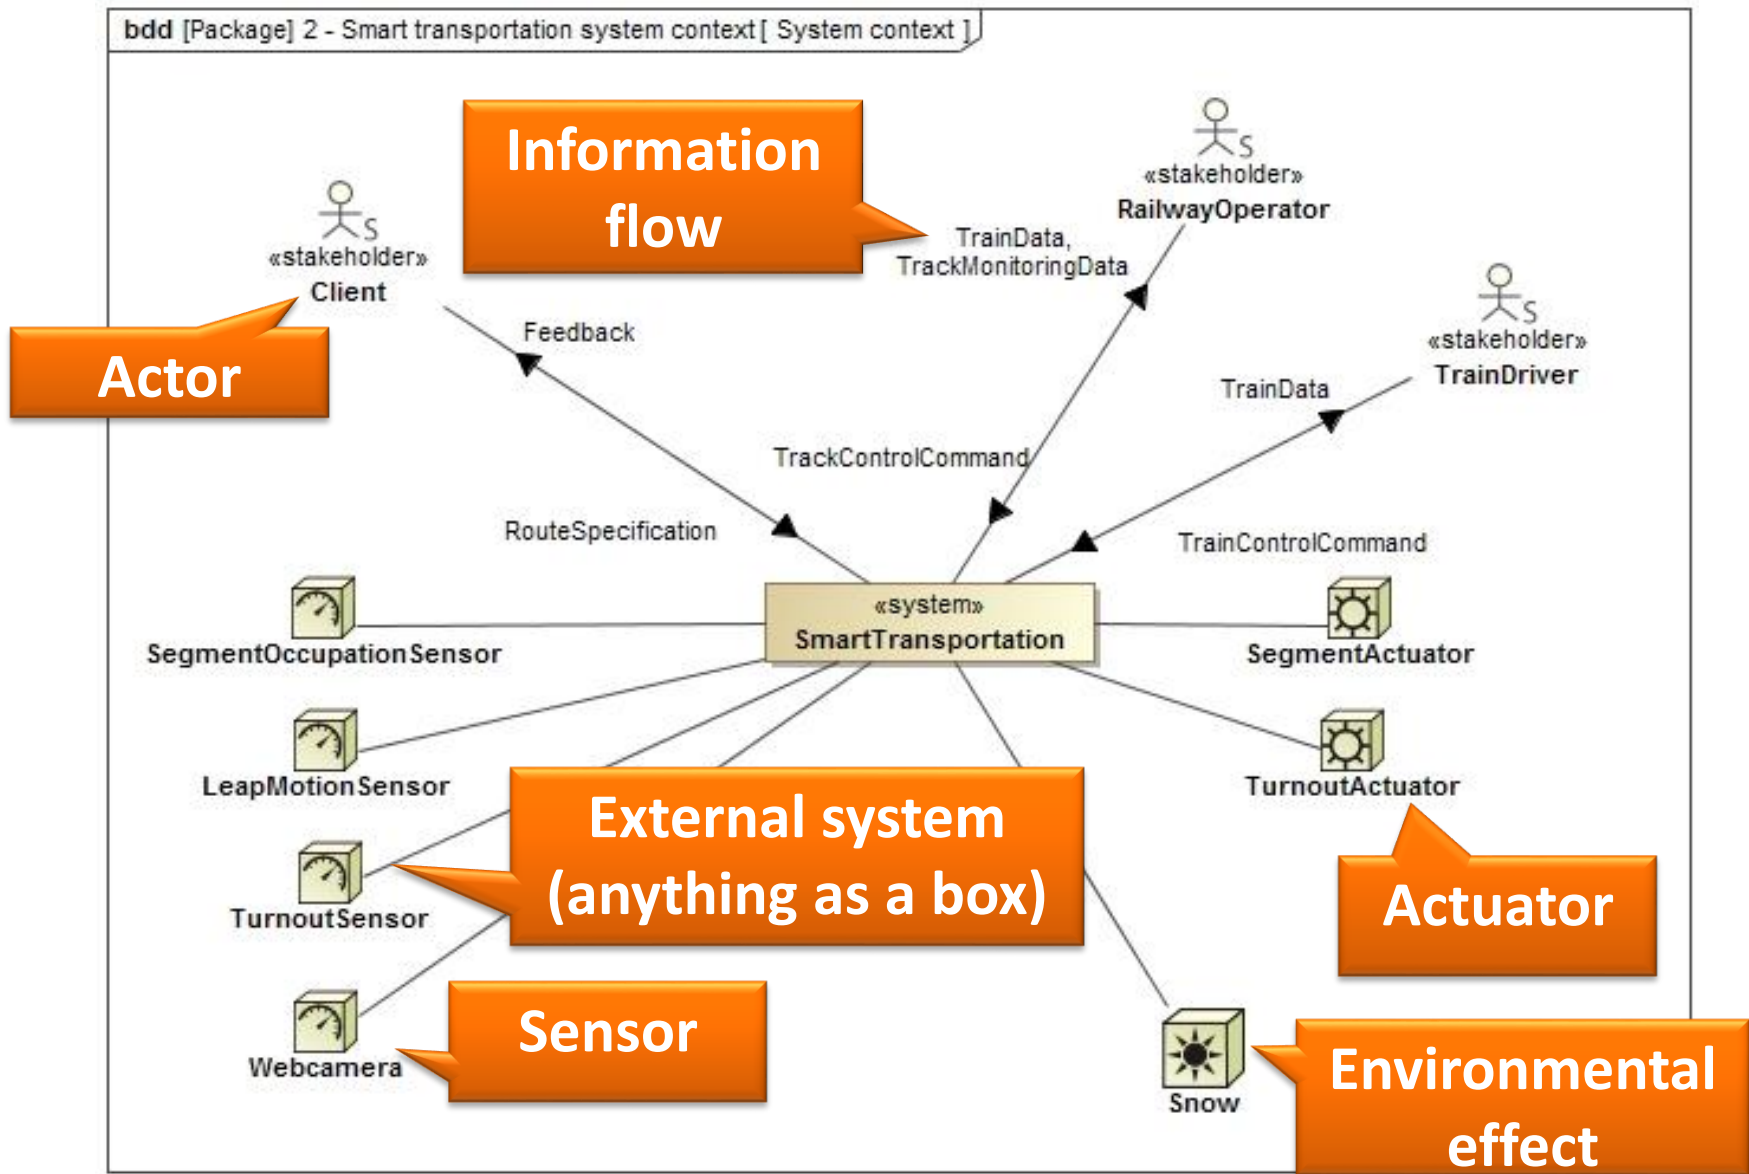 bdd [Package] 2 - Smart transportation system context [ System context ]
Information
flow
«stakeholder»
RailwayOperator
«stakeholder»
Client
TrainData,
TrackMonitoringData
«stakeholder»
TrainDriver
Actor
Feedback
TrainData
TrackControlCommand
RouteSpecification
TrainControlCommand
«system»
SmartTransportation
SegmentOccupationSensor
SegmentActuator
LeapMotionSensor
TurnoutActuator
External system
(anything as a box)
TurnoutSensor
Actuator
Sensor
Webcamera
Snow
Environmental
effect
S
S
S